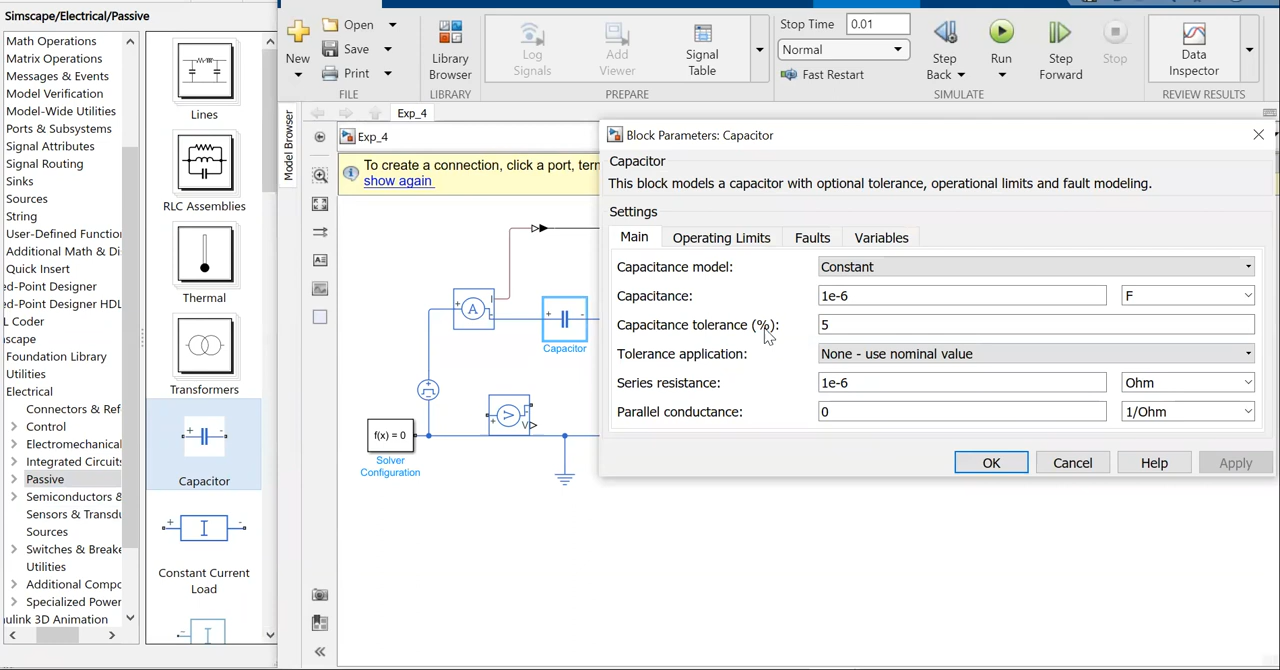 Simscape/Electrical/Passive
Math Operations
Matrix Operations
Messages & Events
Model Verification
Model-Wide Utilities
Ports & Subsystems
Signal Attributes
Signal Routing
Sinks
Sources
String
User-Defined Function
Additional Math & Di
Quick Insert
ed-Point Designer
ed-Point Designer HDL
L Coder
nscape
Foundation Library
Utilities
Electrical
Connectors & Ref
Control
Electromechanical
Integrated Circuits
Passive
Semiconductors &
Sensors & Transdu
Sources
Switches & Breake
Utilities
Additional Compo
Specialized Power
ulink 3D Animation
Lines
RLC Assemblies
Thermal
Transformers
Capacitor
Constant Current
Load
New
Open
Save
Print
FILE
Library
Browser
LIBRARY
Log
Signals
Add
Viewer
Signal
Table
PREPARE
Stop Time 0.01
Normal
Fast Restart
Step
Back
Run
Step
Forward
Stop
SIMULATE
Data
Inspector
REVIEW RESULTS
Model Browser
Exp_4
Exp_4
To create a connection, click a port, term
show again
A
Capacitor
V
V
f(x) = 0
Solver
Configuration
Block Parameters: Capacitor
Capacitor
This block models a capacitor with optional tolerance, operational limits and fault modeling.
Settings
Main Operating Limits Faults Variables
Capacitance model: Constant
Capacitance: 1e-6 F
Capacitance tolerance (%): 5
Tolerance application: None - use nominal value
Series resistance: 1e-6 Ohm
Parallel conductance: 0 1/Ohm
OK Cancel Help Apply